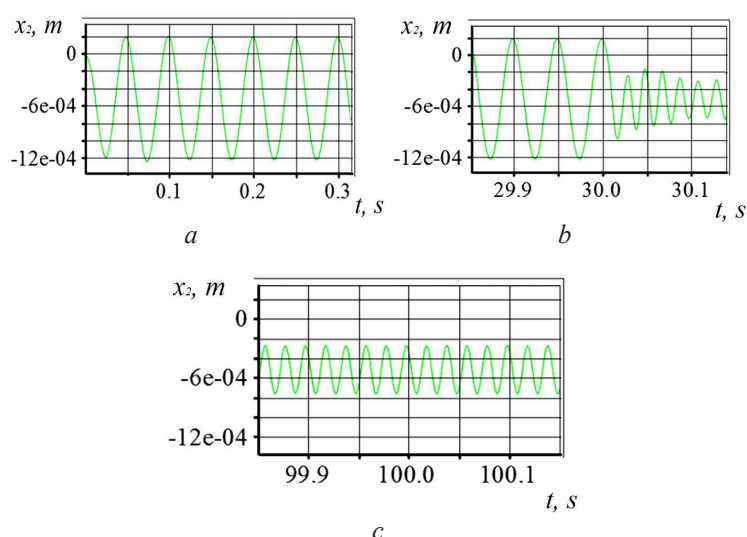 x₂, m
0
-6e-04
-12e-04
0.1 0.2 0.3
t, s
a
x₂, m
0
-6e-04
-12e-04
29.9 30.0 30.1
t, s
b
x₂, m
0
-6e-04
-12e-04
99.9 100.0 100.1
t, s
c